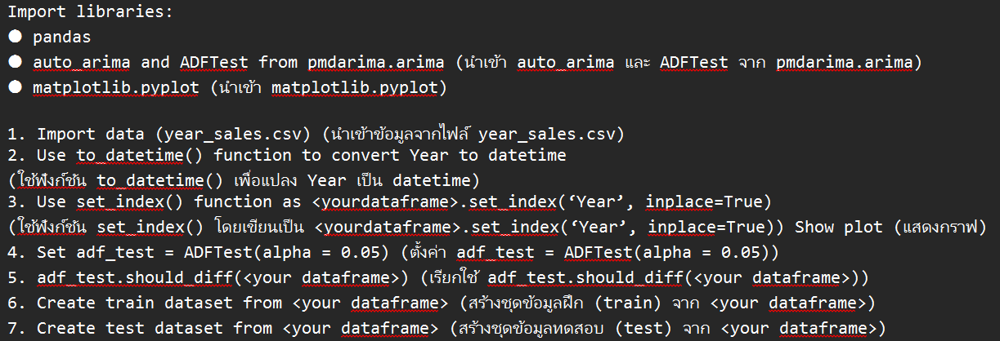 Import libraries:
● pandas
● auto_arima and ADFTest from pmdarima.arima (นำเข้า auto_arima และ ADFTest จาก pmdarima.arima)
● matplotlib.pyplot (นำเข้า matplotlib.pyplot)
1. Import data (year_sales.csv) (นำเข้าข้อมูลจากไฟล์ year_sales.csv)
2. Use to_datetime() function to convert Year to datetime
(ใช้ฟังก์ชัน to_datetime() เพื่อแปลง Year เป็น datetime)
3. Use set_index() function as <yourdataframe>.set_index(‘Year’, inplace=True)
(ใช้ฟังก์ชัน set_index() โดยเขียนเป็น <yourdataframe>.set_index(‘Year’, inplace=True)) Show plot (แสดงกราฟ)
4. Set adf_test = ADFTest(alpha = 0.05) (ตั้งค่า adf_test = ADFTest(alpha = 0.05))
5. adf_test.should_diff(<your dataframe>) (เรียกใช้ adf_test.should_diff(<your dataframe>))
6. Create train dataset from <your dataframe> (สร้างชุดข้อมูลฝึก (train) จาก <your dataframe>)
7. Create test dataset from <your dataframe> (สร้างชุดข้อมูลทดสอบ (test) จาก <your dataframe>)